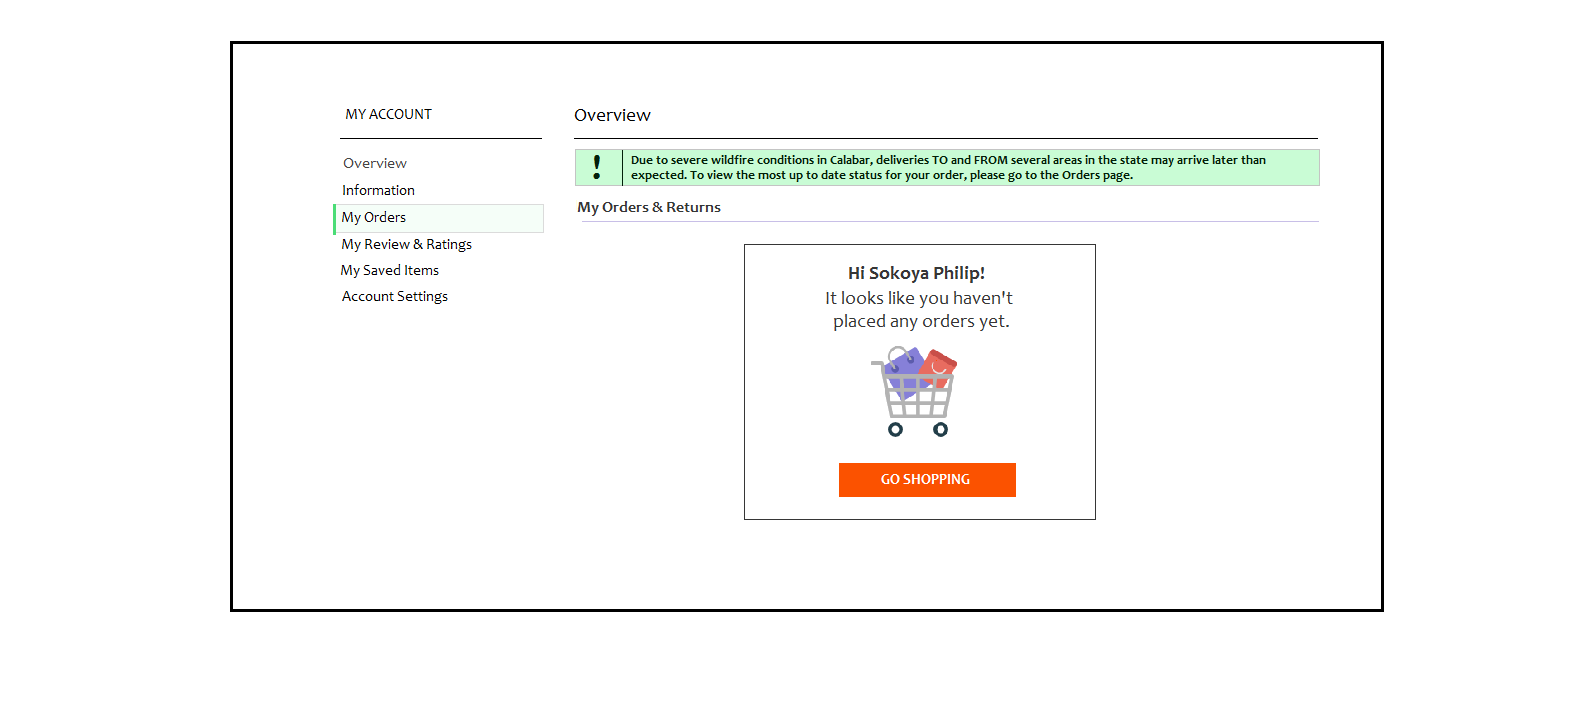 MY ACCOUNT
Overview
Information
My Orders
My Review & Ratings
My Saved Items
Account Settings
Overview
Due to severe wildfire conditions in Calabar, deliveries TO and FROM several areas in the state may arrive later than
expected. To view the most up to date status for your order, please go to the Orders page.
My Orders & Returns
Hi Sokoya Philip!
It looks like you haven't
placed any orders yet.
GO SHOPPING